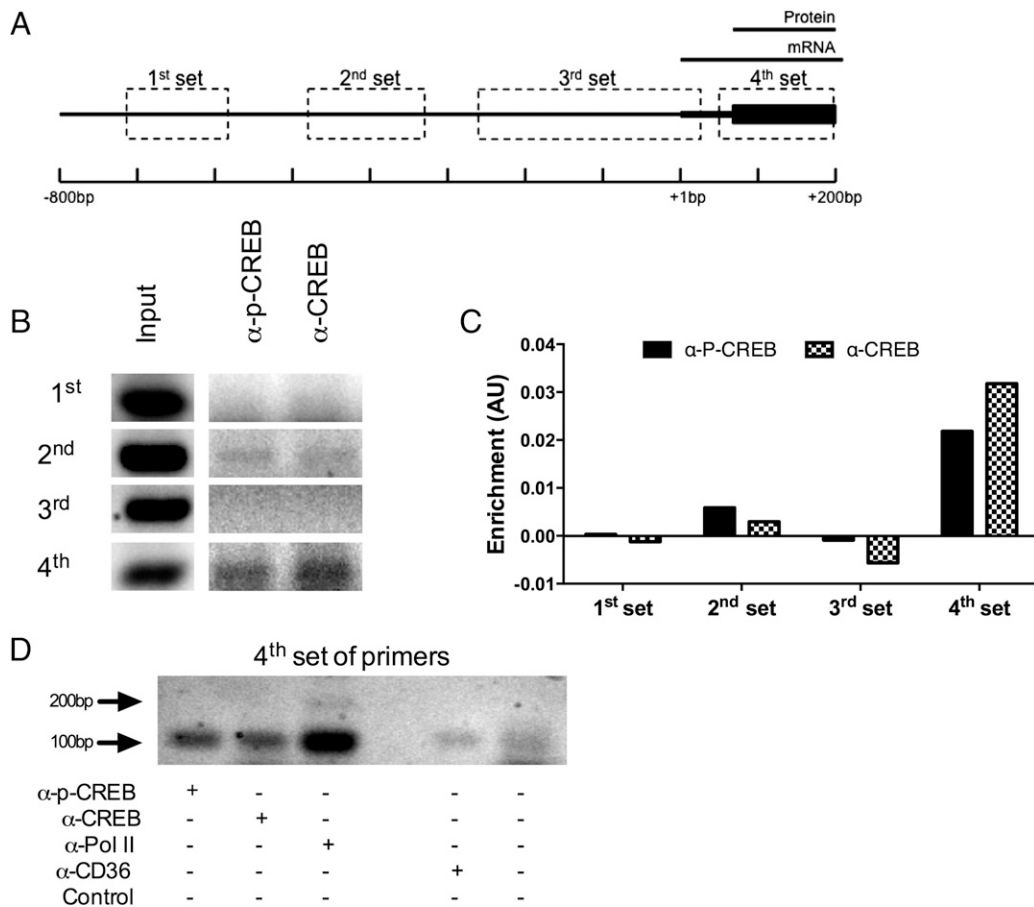 A
Protein
mRNA
1st set 2nd set 3rd set 4th set
-800bp +1bp +200bp
B
Input α-p-CREB α-CREB
1st
2nd
3rd
4th
C
α-P-CREB α-CREB
Enrichment (AU)
0.04
0.03
0.02
0.01
0.00
-0.01
1st set 2nd set 3rd set 4th set
D
4th set of primers
200bp
100bp
α-p-CREB + - - - -
α-CREB - + - - -
α-Pol II - - + - -
α-CD36 - - - + -
Control - - - - -